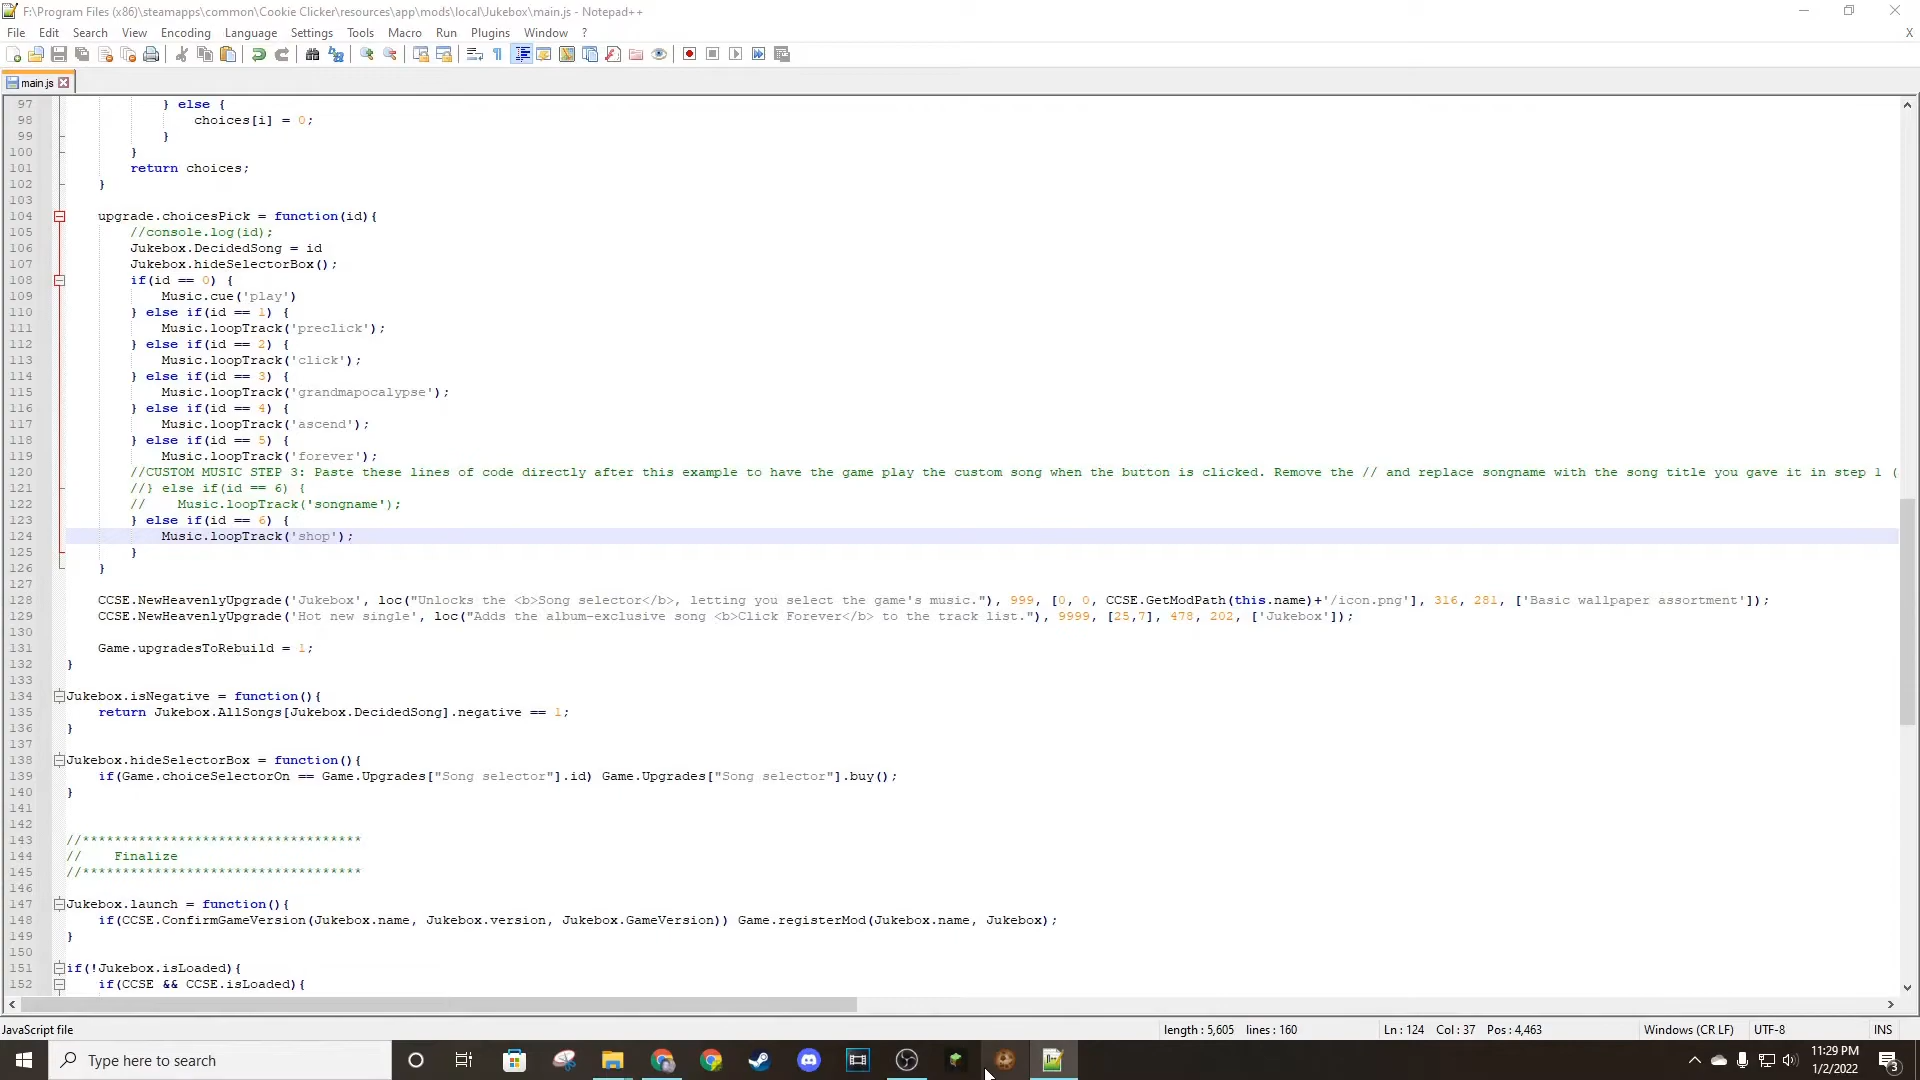 F:\Program Files (x86)\steamapps\common\Cookie Clicker\resources\app\mods\local\Jukebox\main.js - Notepad++
File Edit Search View Encoding Language Settings Tools Macro Run Plugins Window ? X
main.js
97 } else {
98 choices[i] = 0;
99 }
100 }
101 return choices;
102 }
103
104 upgrade.choicesPick = function(id){
105 //console.log(id);
106 Jukebox.DecidedSong = id
107 Jukebox.hideSelectorBox();
108 if(id == 0) {
109 Music.cue('play')
110 } else if(id == 1) {
111 Music.loopTrack('preclick');
112 } else if(id == 2) {
113 Music.loopTrack('click');
114 } else if(id == 3) {
115 Music.loopTrack('grandmapocalypse');
116 } else if(id == 4) {
117 Music.loopTrack('ascend');
118 } else if(id == 5) {
119 Music.loopTrack('forever');
120 //CUSTOM MUSIC STEP 3: Paste these lines of code directly after this example to have the game play the custom song when the button is clicked. Remove the // and replace songname with the song title you gave it in step 1 (
121 //} else if(id == 6) {
122 // Music.loopTrack('songname');
123 } else if(id == 6) {
124 Music.loopTrack('shop');
125 }
126 }
127
128 CCSE.NewHeavenlyUpgrade('Jukebox', loc("Unlocks the <b>Song selector</b>, letting you select the game's music."), 999, [0, 0, CCSE.GetModPath(this.name)+'/icon.png'], 316, 281, ['Basic wallpaper assortment']);
129 CCSE.NewHeavenlyUpgrade('Hot new single', loc("Adds the album-exclusive song <b>Click Forever</b> to the track list."), 9999, [25,7], 478, 202, ['Jukebox']);
130
131 Game.upgradesToRebuild = 1;
132 }
133
134 Jukebox.isNegative = function(){
135 return Jukebox.AllSongs[Jukebox.DecidedSong].negative == 1;
136 }
137
138 Jukebox.hideSelectorBox = function(){
139 if(Game.choiceSelectorOn == Game.Upgrades["Song selector"].id) Game.Upgrades["Song selector"].buy();
140 }
141
142
143 //***********************************
144 // Finalize
145 //***********************************
146
147 Jukebox.launch = function(){
148 if(CCSE.ConfirmGameVersion(Jukebox.name, Jukebox.version, Jukebox.GameVersion)) Game.registerMod(Jukebox.name, Jukebox);
149 }
150
151 if(!Jukebox.isLoaded){
152 if(CCSE && CCSE.isLoaded){
JavaScript file length : 5,605 lines : 160 Ln : 124 Col : 37 Pos : 4,463 Windows (CR LF) UTF-8 INS
Type here to search
11:29 PM
1/2/2022
3